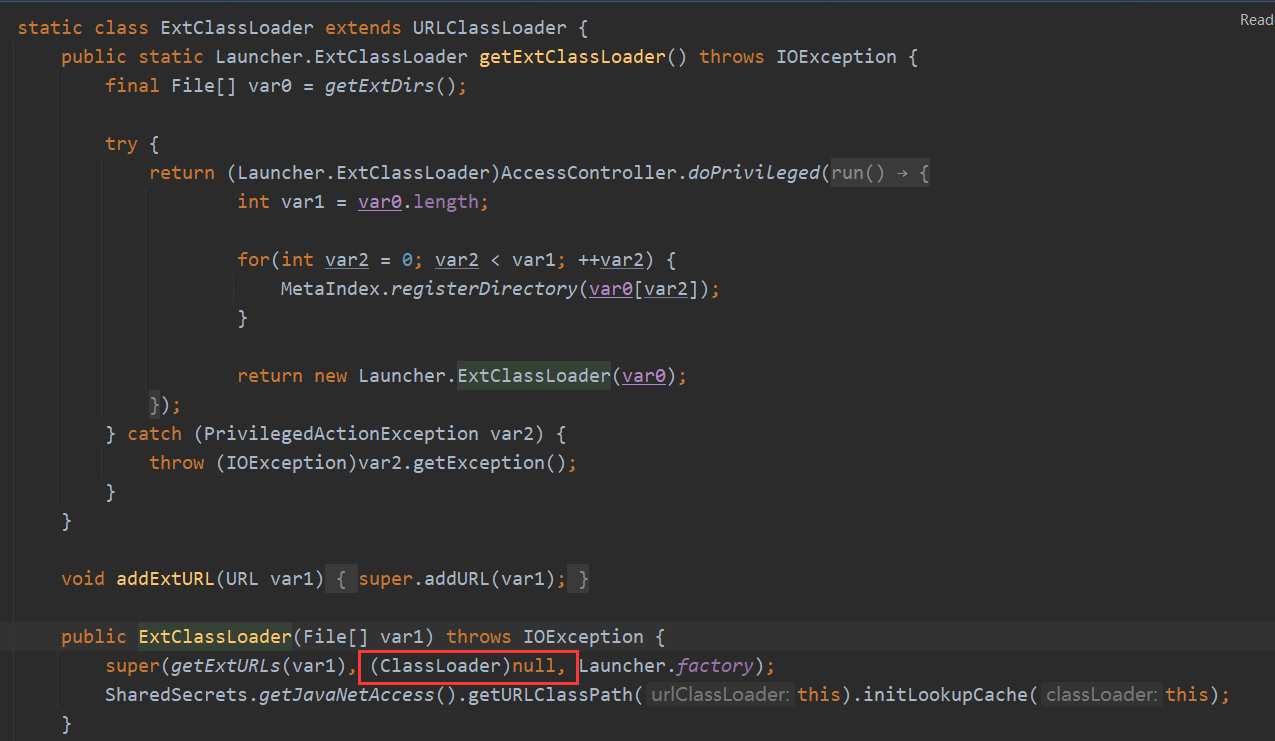 static class ExtClassLoader extends URLClassLoader {
Read
public static Launcher.ExtClassLoader getExtClassLoader() throws IOException {
final File[] var0 = getExtDirs();
try {
return (Launcher.ExtClassLoader)AccessController.doPrivileged(run() → {
int var1 = var0.length;
for(int var2 = 0; var2 < var1; ++var2) {
MetaIndex.registerDirectory(var0[var2]);
}
return new Launcher.ExtClassLoader(var0);
});
} catch (PrivilegedActionException var2) {
throw (IOException)var2.getException();
}
}
void addExtURL(URL var1) { super.addURL(var1); }
public ExtClassLoader(File[] var1) throws IOException {
super(getExtURLs(var1), (ClassLoader)null, Launcher.factory);
SharedSecrets.getJavaNetAccess().getURLClassPath( urlClassLoader: this).initLookupCache( classLoader: this);
}